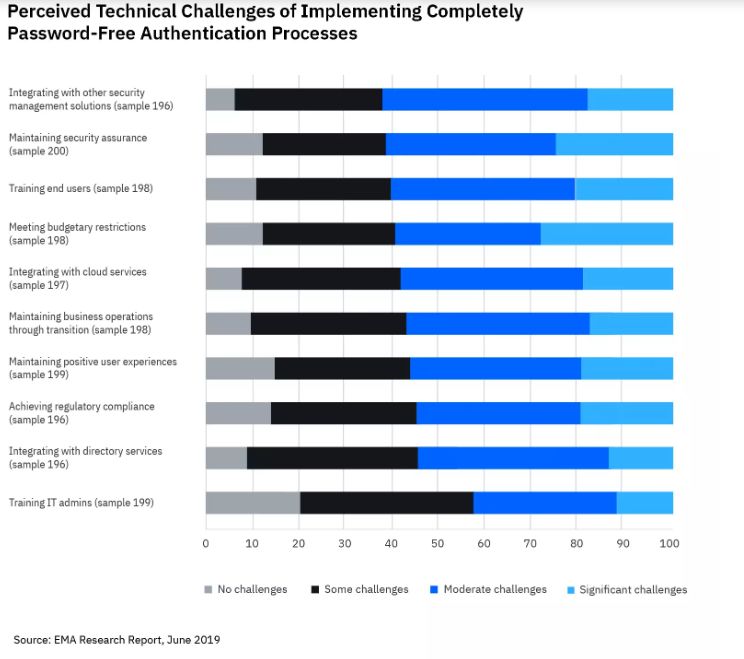 Perceived Technical Challenges of Implementing Completely
Password-Free Authentication Processes
Integrating with other security
management solutions (sample 196)
Maintaining security assurance
(sample 200)
Training end users (sample 198)
Meeting budgetary restrictions
(sample 198)
Integrating with cloud services
(sample 197)
Maintaining business operations
through transition (sample 198)
Maintaining positive user experiences
(sample 199)
Achieving regulatory compliance
(sample 196)
Integrating with directory services
(sample 196)
Training IT admins (sample 199)
0 10 20 30 40 50 60 70 80 90 100
No challenges Some challenges Moderate challenges Significant challenges
Source: EMA Research Report, June 2019